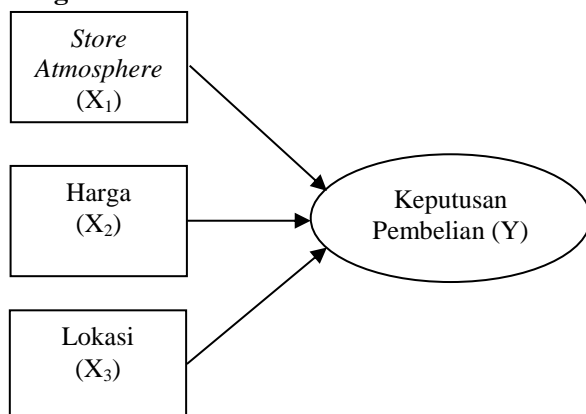 Store
Atmosphere
(X₁)
Harga
(X₂)
Keputusan
Pembelian (Y)
Lokasi
(X₃)